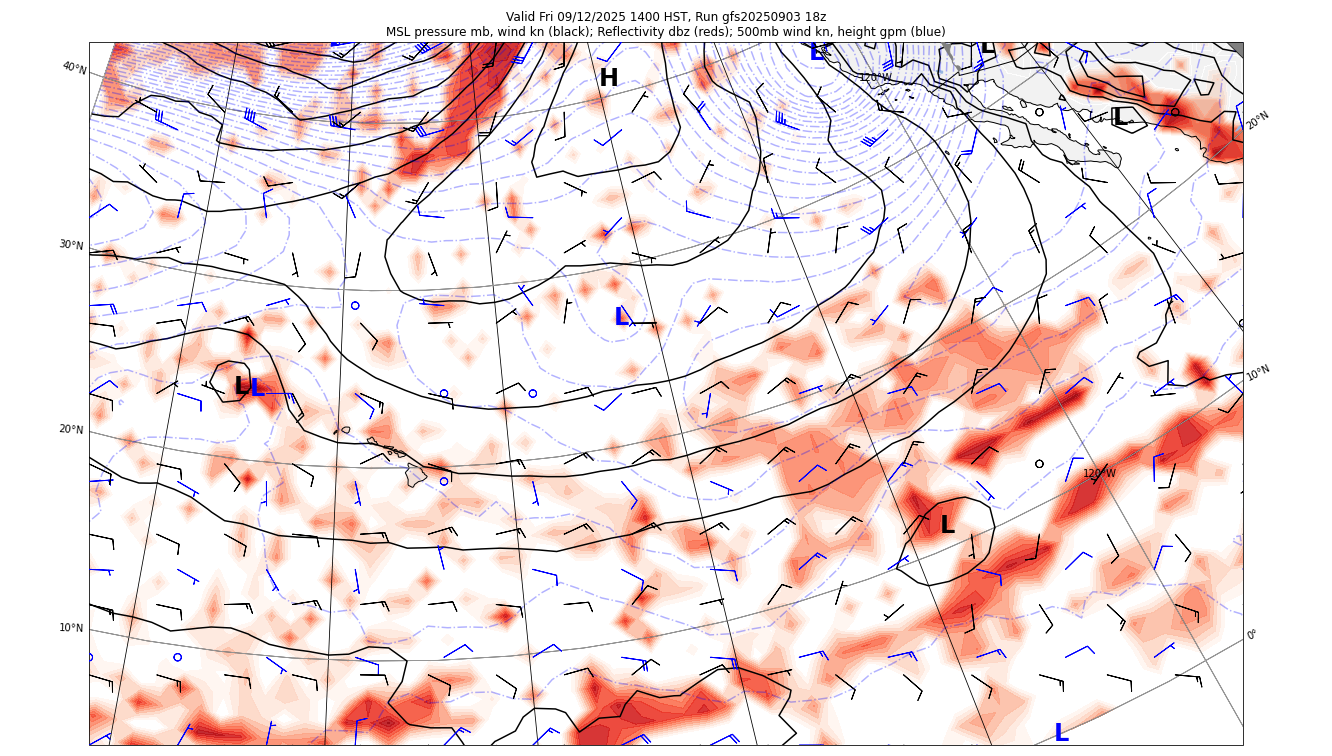 Valid Fri 09/12/2025 1400 HST, Run gfs20250903 18z
MSL pressure mb, wind kn (black); Reflectivity dbz (reds); 500mb wind kn, height gpm (blue)
L
L
40°N
H
120°W
L
20°N
30°N
L
10°N
L L
20°N
120°W
L
10°N
0°
L